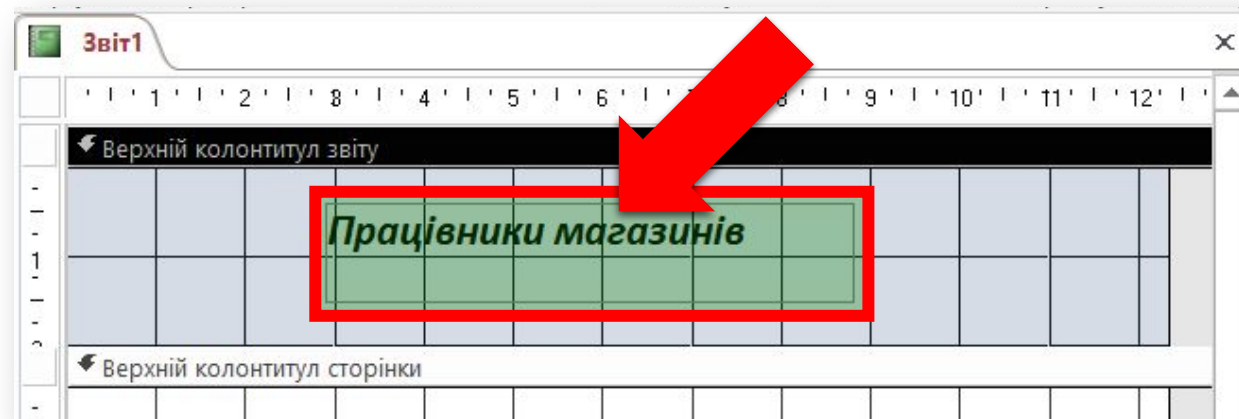 Звіт1
1 2 3 4 5 6 8 9 10 11 12
Верхній колонтитул звіту
Працівники магазинів
1
Верхній колонтитул сторінки